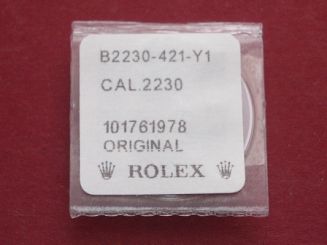 B2230-421-Y1
CAL.2230
101761978
ORIGINAL
ROLEX